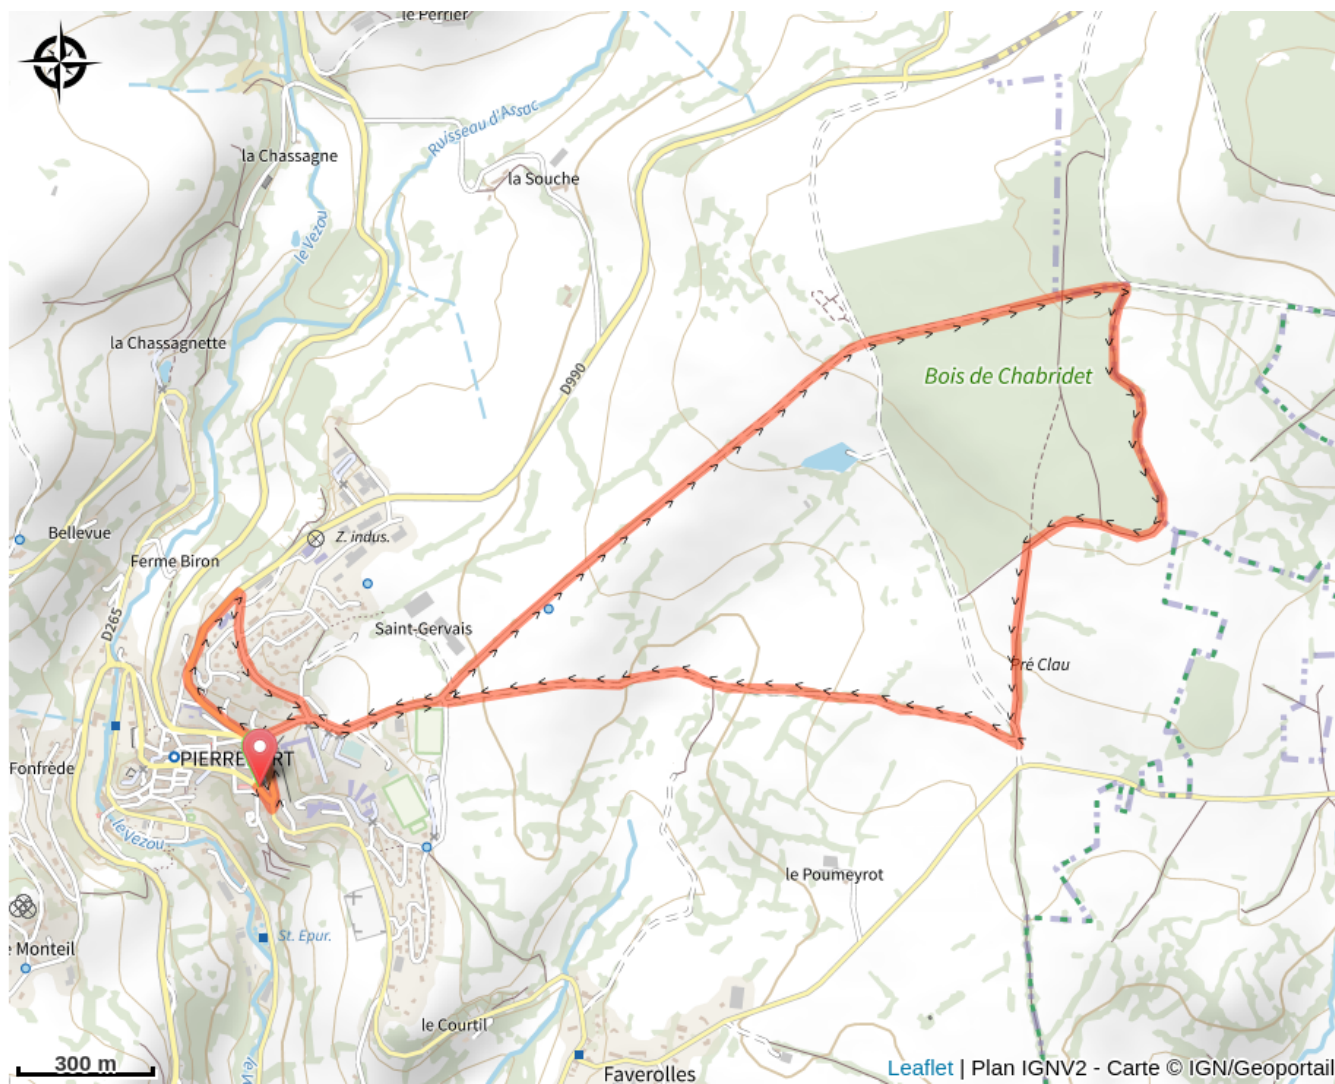 le Perrier
Ruisseau d'Assac
la Chassagne
la Souche
le Vezou
la Chassagnette
D990
Bois de Chabridet
Bellevue
Z. indus.
Ferme Biron
D265
Saint-Gervais
Pré Clau
PIERRE
RT
Fonfrède
le Vezou
le Poumeyrot
St. Epur.
Monteil
le Courtil
300 m
Faverolles
Leaflet | Plan IGNV2 - Carte © IGN/Geoportail